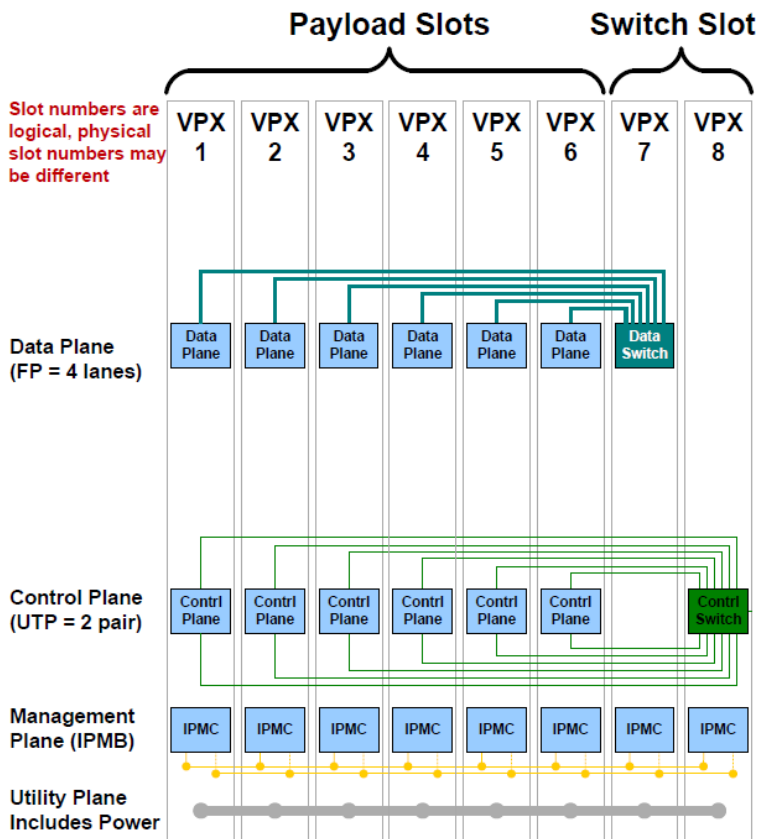 Payload Slots
Switch Slot
Slot numbers are
logical, physical
slot numbers may
be different
VPX
1
VPX
2
VPX
3
VPX
4
VPX
5
VPX
6
VPX
7
VPX
8
Data Plane
(FP = 4 lanes)
Data
Plane
Data
Plane
Data
Plane
Data
Plane
Data
Plane
Data
Plane
Data
Switch
Control Plane
(UTP = 2 pair)
Contrl
Plane
Contrl
Plane
Contrl
Plane
Contrl
Plane
Contrl
Plane
Contrl
Plane
Contrl
Switch
Management
Plane (IPMB)
IPMC
IPMC
IPMC
IPMC
IPMC
IPMC
IPMC
IPMC
Utility Plane
Includes Power